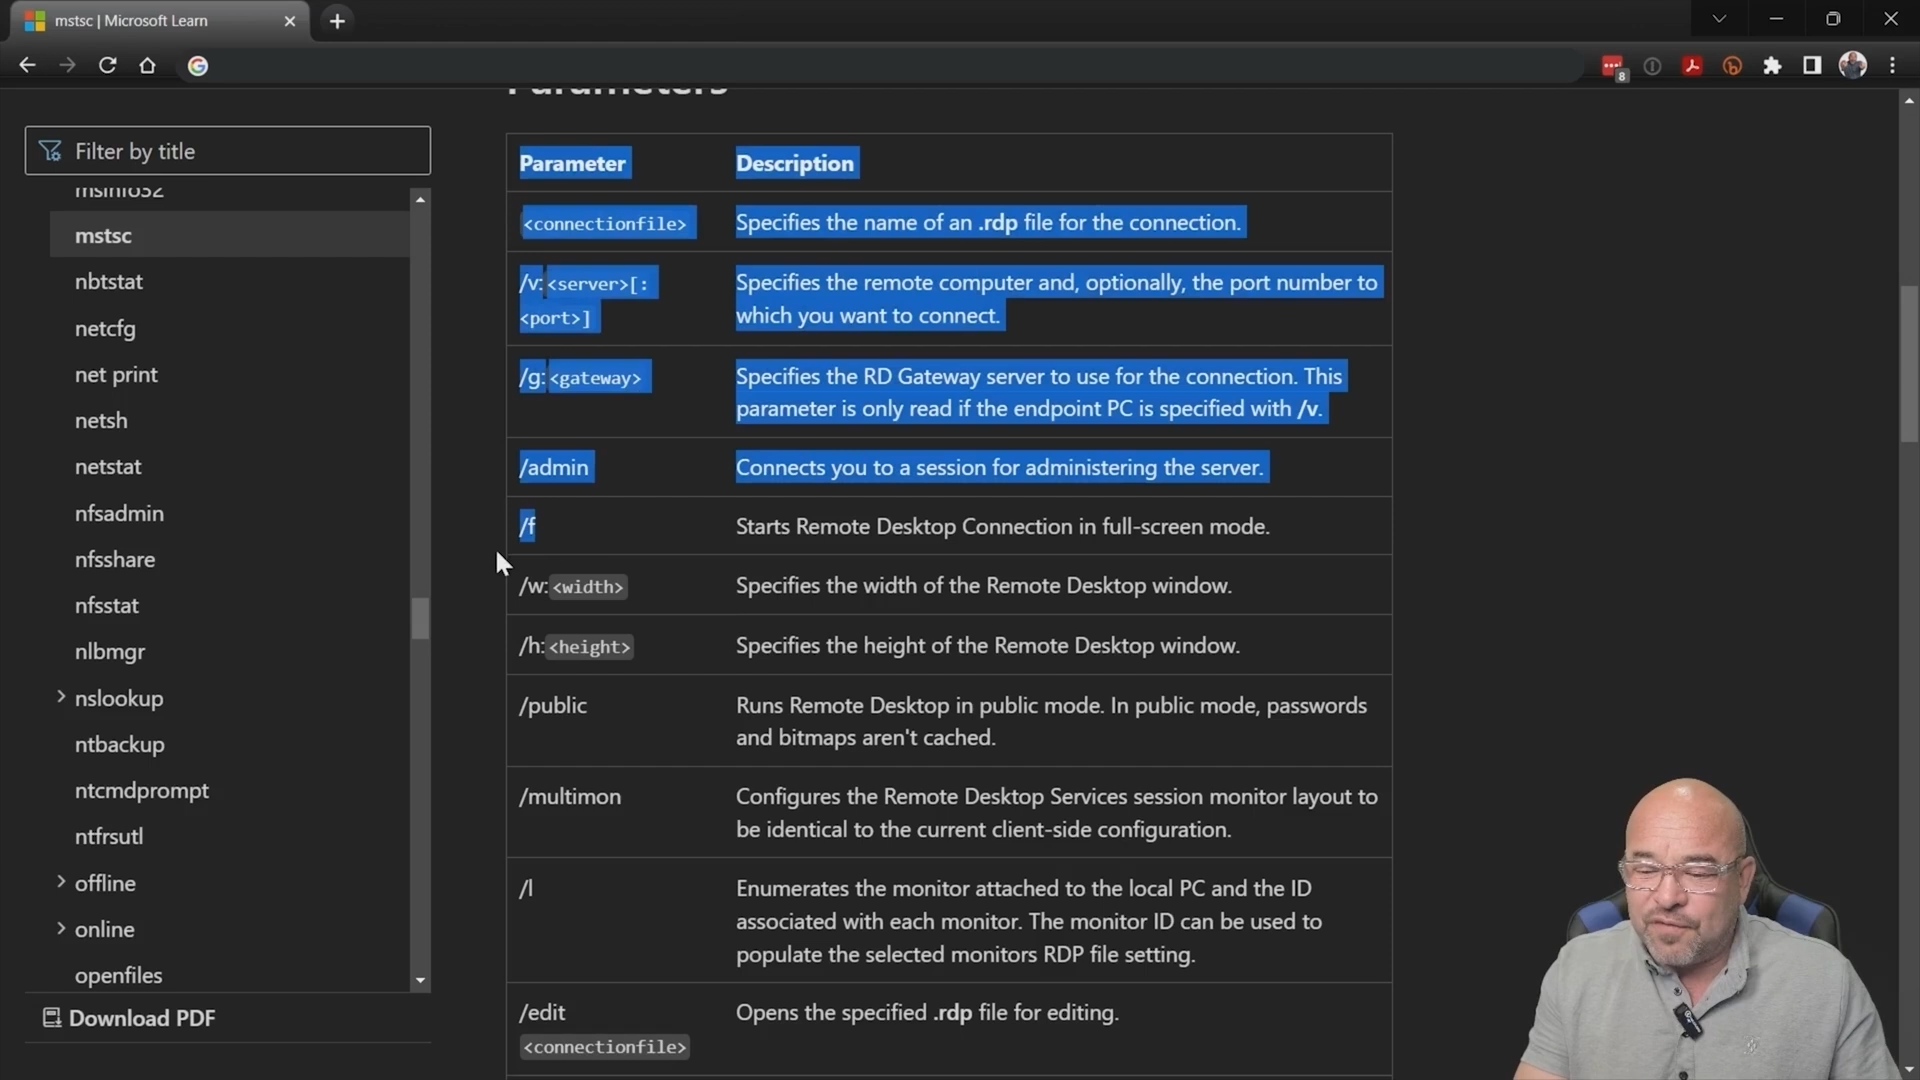 mstsc | Microsoft Learn
8
Parameters
Filter by title
msinfo32
mstsc
nbtstat
netcfg
net print
netsh
netstat
nfsadmin
nfsshare
nfsstat
nlbmgr
nslookup
ntbackup
ntcmdprompt
ntfrsutl
offline
online
openfiles
Download PDF
Parameter Description
<connectionfile> Specifies the name of an .rdp file for the connection.
/v:<server>[: Specifies the remote computer and, optionally, the port number to
<port>] which you want to connect.
/g:<gateway> Specifies the RD Gateway server to use for the connection. This
parameter is only read if the endpoint PC is specified with /v.
/admin Connects you to a session for administering the server.
/f Starts Remote Desktop Connection in full-screen mode.
/w:<width> Specifies the width of the Remote Desktop window.
/h:<height> Specifies the height of the Remote Desktop window.
/public Runs Remote Desktop in public mode. In public mode, passwords
and bitmaps aren't cached.
/multimon Configures the Remote Desktop Services session monitor layout to
be identical to the current client-side configuration.
/l Enumerates the monitor attached to the local PC and the ID
associated with each monitor. The monitor ID can be used to
populate the selected monitors RDP file setting.
/edit Opens the specified .rdp file for editing.
<connectionfile>